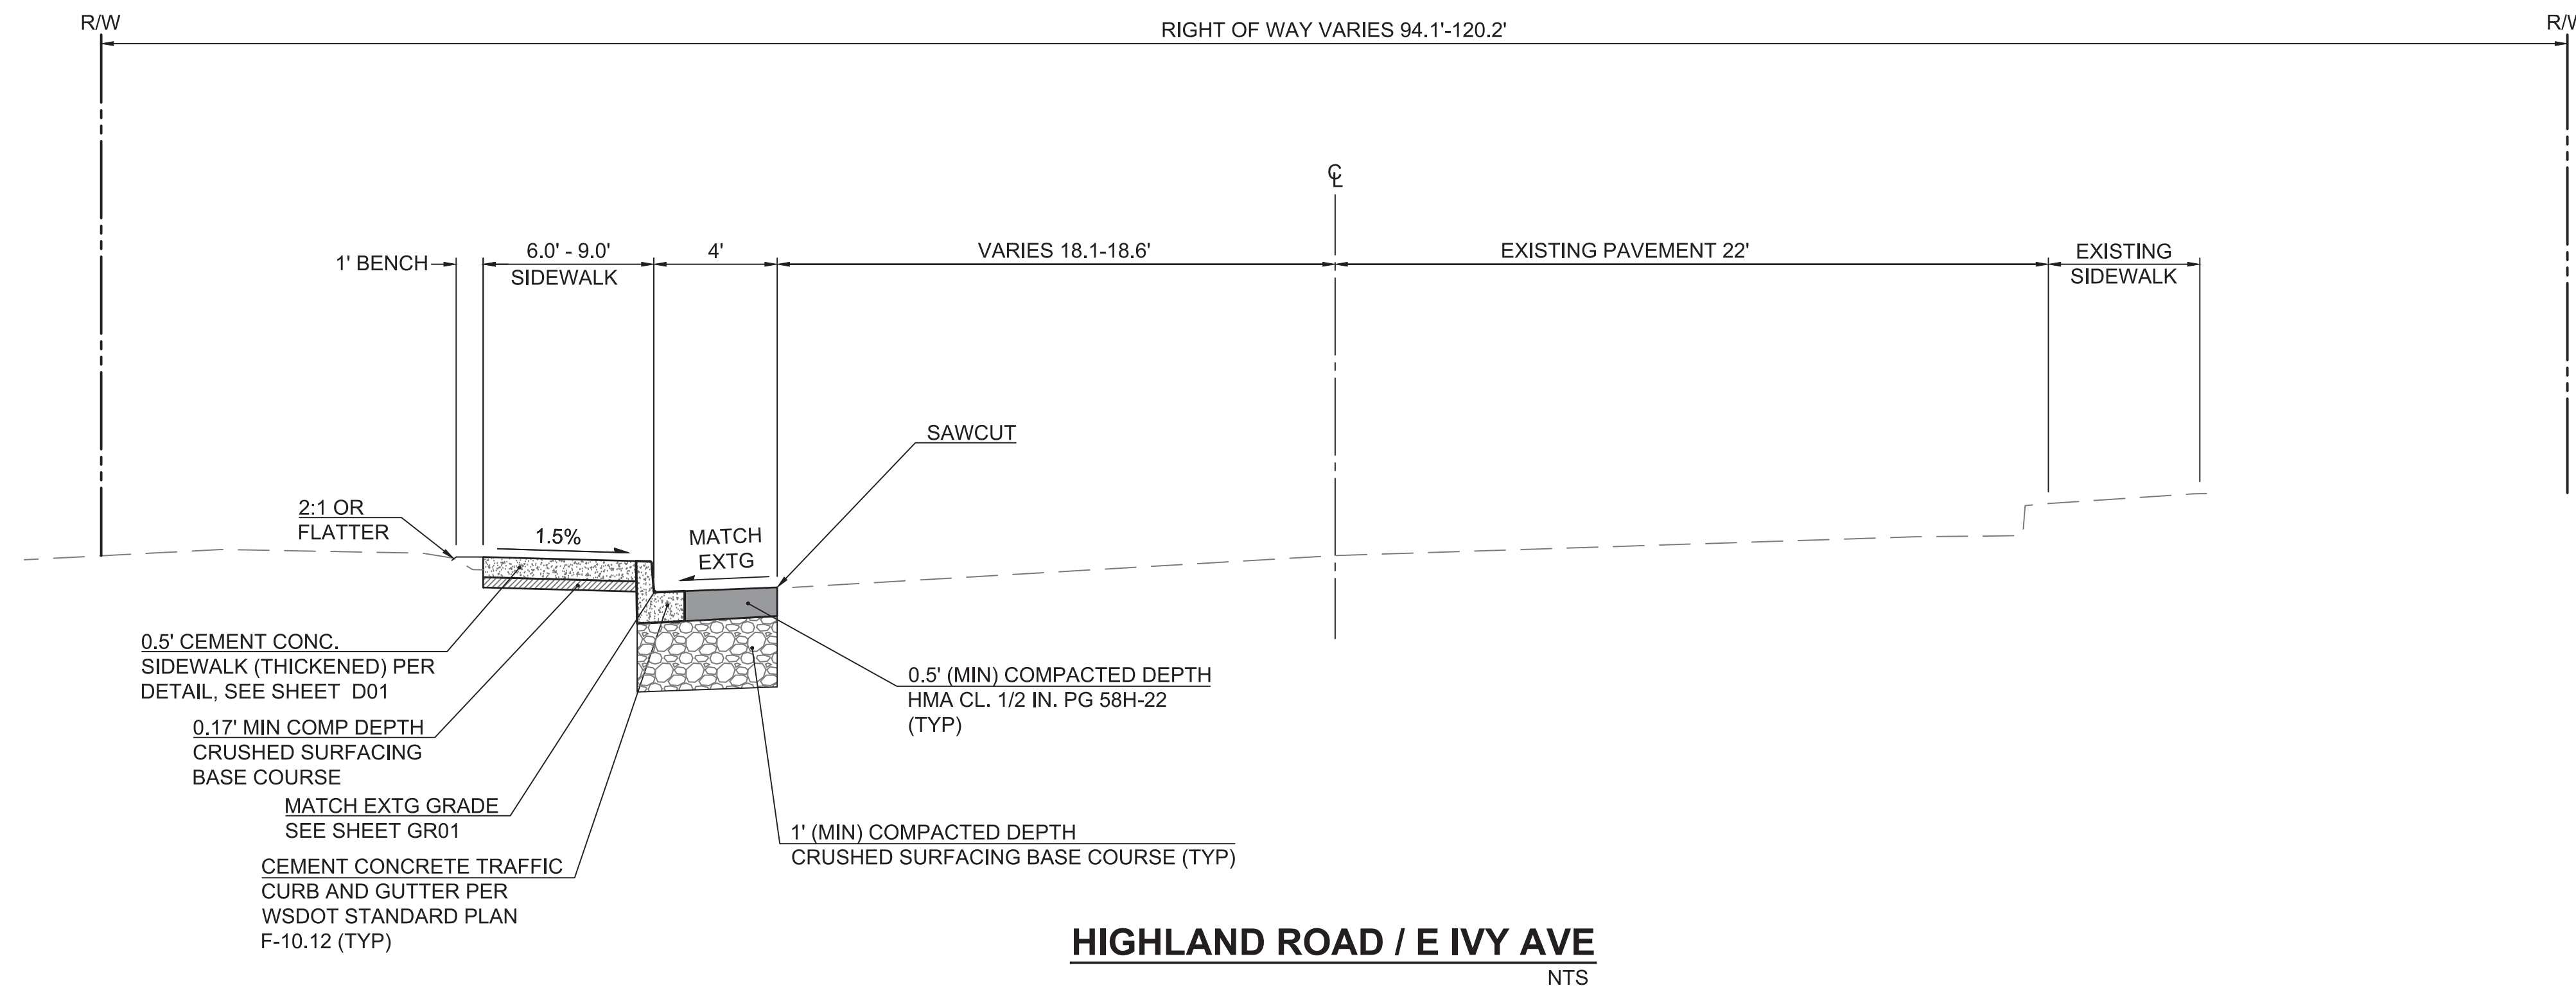 R/W
RIGHT OF WAY VARIES 94.1'-120.2'
R/W
℄
1' BENCH
6.0' - 9.0'
SIDEWALK
4'
VARIES 18.1-18.6'
EXISTING PAVEMENT 22'
EXISTING
SIDEWALK
SAWCUT
2:1 OR
FLATTER
1.5%
MATCH
EXTG
0.5' CEMENT CONC.
SIDEWALK (THICKENED) PER
DETAIL, SEE SHEET D01
0.17' MIN COMP DEPTH
CRUSHED SURFACING
BASE COURSE
MATCH EXTG GRADE
SEE SHEET GR01
CEMENT CONCRETE TRAFFIC
CURB AND GUTTER PER
WSDOT STANDARD PLAN
F-10.12 (TYP)
0.5' (MIN) COMPACTED DEPTH
HMA CL. 1/2 IN. PG 58H-22
(TYP)
1' (MIN) COMPACTED DEPTH
CRUSHED SURFACING BASE COURSE (TYP)
HIGHLAND ROAD / E IVY AVE
NTS